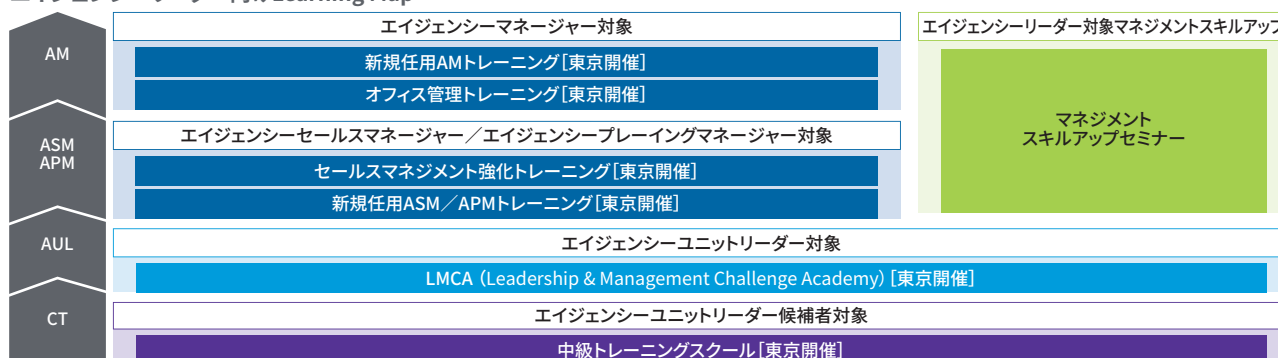 Learning Map
AM
エイジェンシーマネージャー対象
新規任用AMトレーニング[東京開催]
オフィス管理トレーニング[東京開催]
エイジェンシーリーダー対象マネジメントスキルアップ
マネジメント
スキルアップセミナー
ASM
APM
エイジェンシーセールスマネージャー／エイジェンシープレーイングマネージャー対象
セールスマネジメント強化トレーニング[東京開催]
新規任用ASM／APMトレーニング[東京開催]
AUL
エイジェンシーユニットリーダー対象
LMCA（Leadership & Management Challenge Academy）[東京開催]
CT
エイジェンシーユニットリーダー候補者対象
中級トレーニングスクール[東京開催]